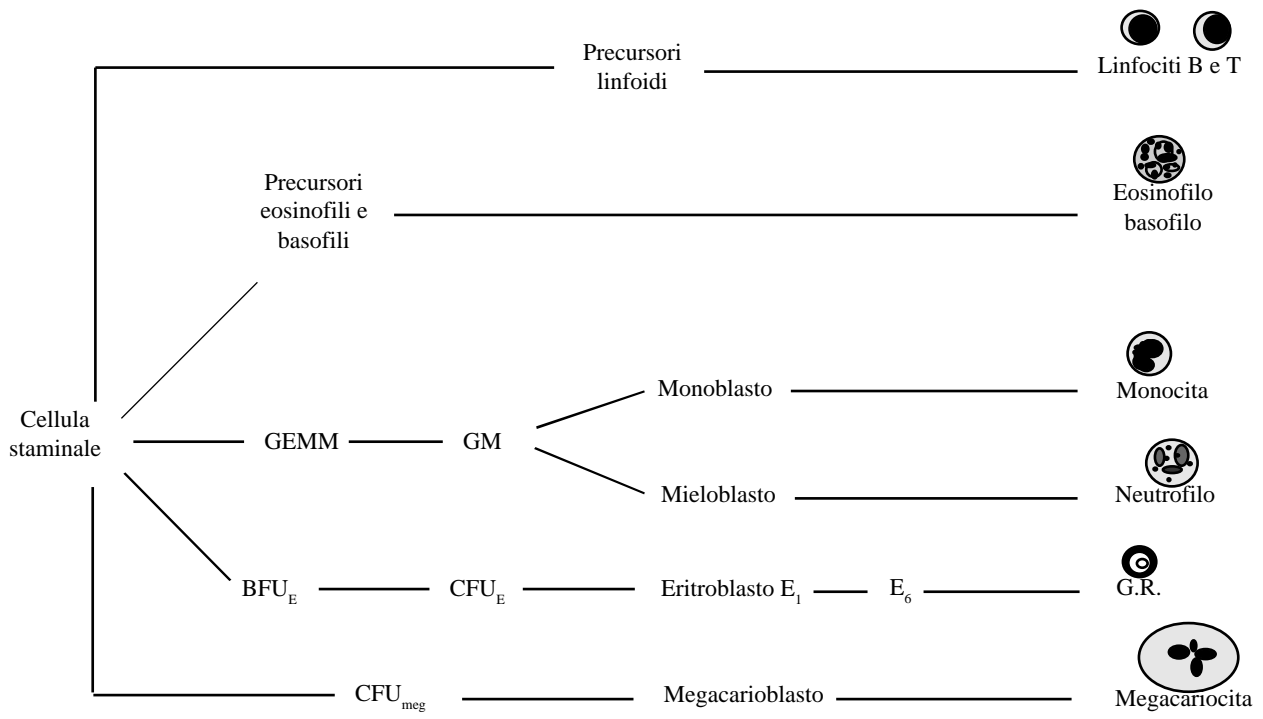 Precursori
linfoidi
Linfociti B e T
Precursori
eosinofili e
basofili
Eosinofilo
basofilo
Cellula
staminale
GEMM
GM
Monoblasto
Monocita
Mieloblasto
Neutrofilo
BFU_E
CFU_E
Eritroblasto E_1
E_6
G.R.
CFU_meg
Megacarioblasto
Megacariocita